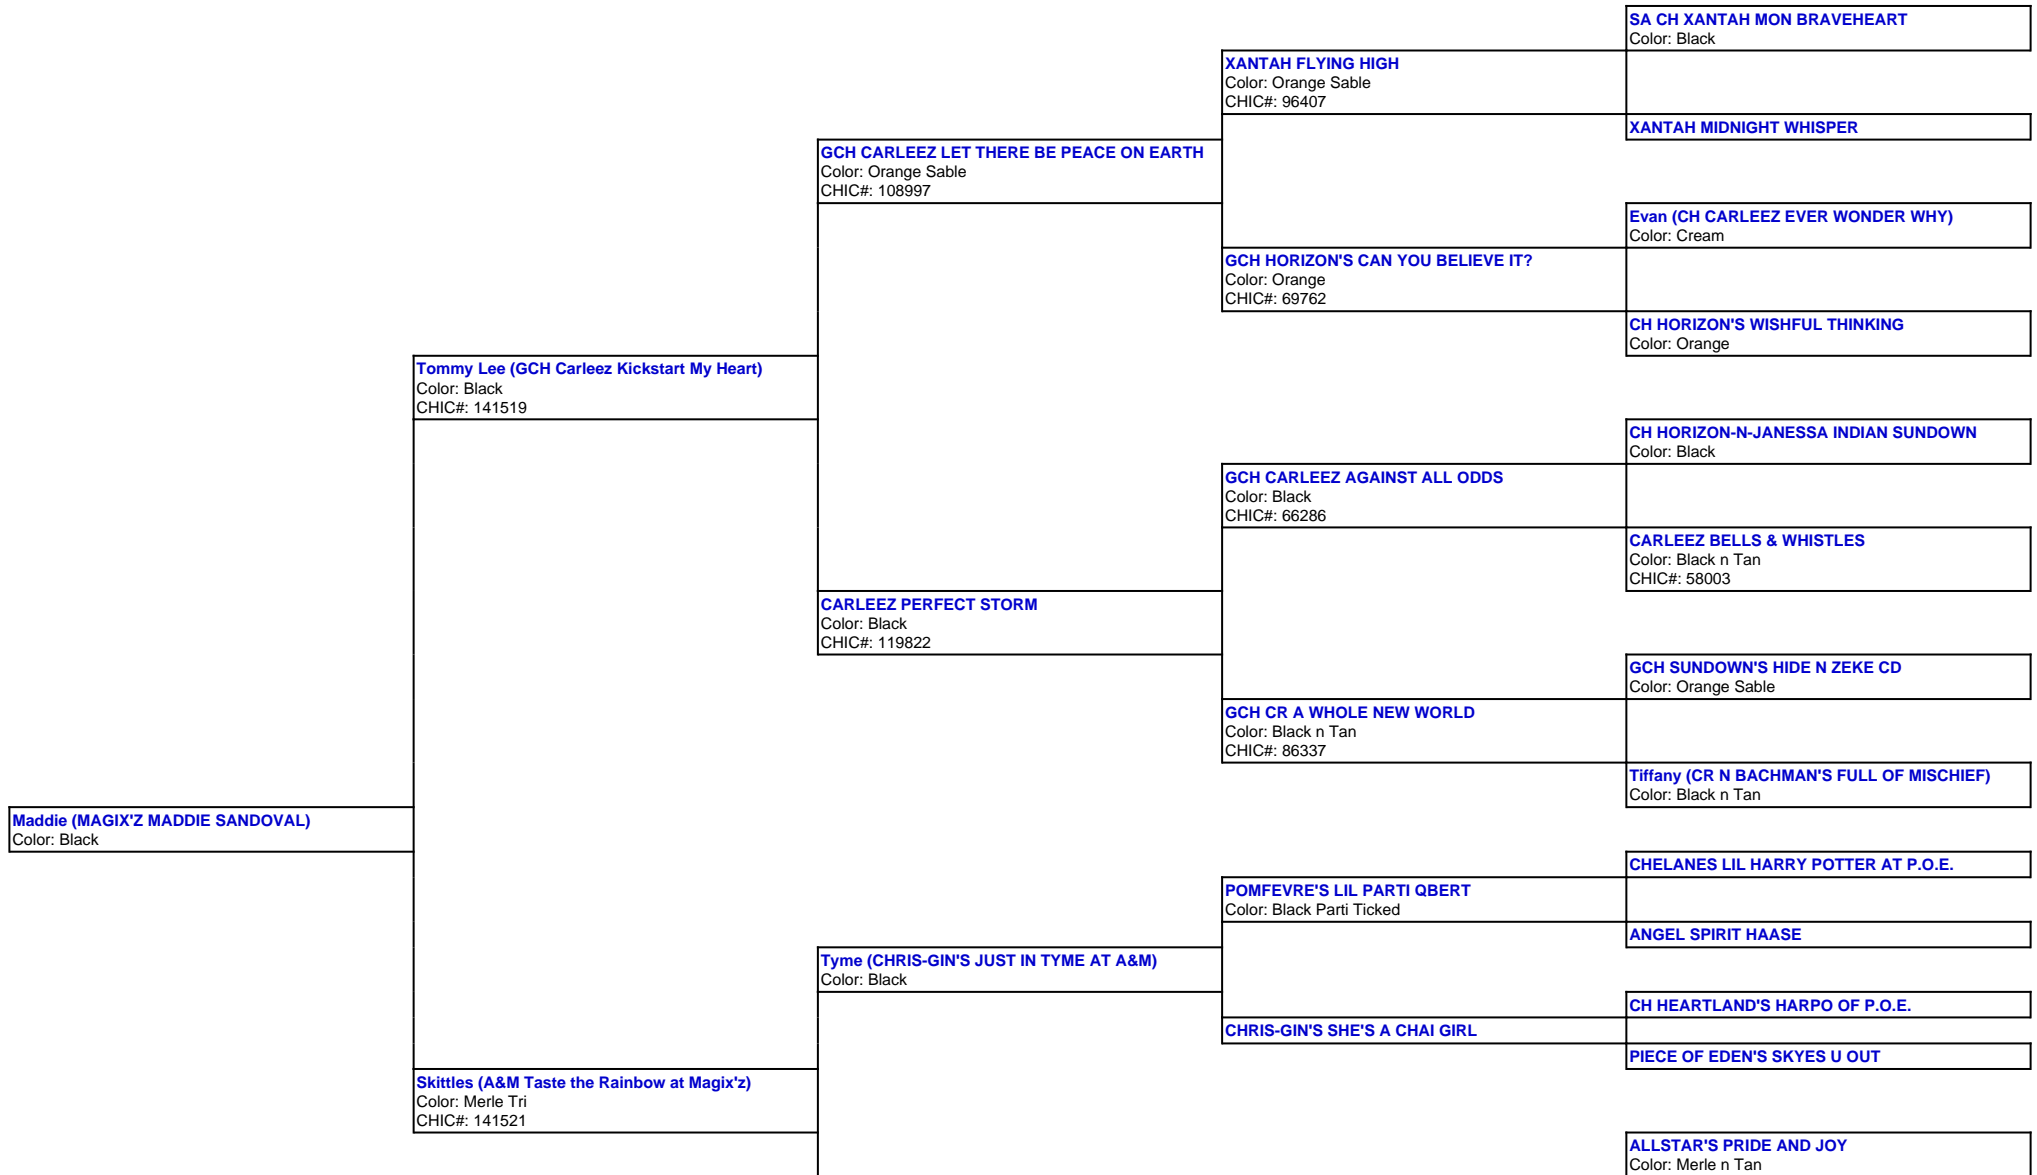 SA CH XANTAH MON BRAVEHEART
Color: Black
XANTAH FLYING HIGH
Color: Orange Sable
CHIC#: 96407
XANTAH MIDNIGHT WHISPER
GCH CARLEEZ LET THERE BE PEACE ON EARTH
Color: Orange Sable
CHIC#: 108997
Evan (CH CARLEEZ EVER WONDER WHY)
Color: Cream
GCH HORIZON'S CAN YOU BELIEVE IT?
Color: Orange
CHIC#: 69762
CH HORIZON'S WISHFUL THINKING
Color: Orange
Tommy Lee (GCH Carleez Kickstart My Heart)
Color: Black
CHIC#: 141519
CH HORIZON-N-JANESSA INDIAN SUNDOWN
Color: Black
GCH CARLEEZ AGAINST ALL ODDS
Color: Black
CHIC#: 66286
CARLEEZ BELLS & WHISTLES
Color: Black n Tan
CHIC#: 58003
CARLEEZ PERFECT STORM
Color: Black
CHIC#: 119822
GCH SUNDOWN'S HIDE N ZEKE CD
Color: Orange Sable
GCH CR A WHOLE NEW WORLD
Color: Black n Tan
CHIC#: 86337
Tiffany (CR N BACHMAN'S FULL OF MISCHIEF)
Color: Black n Tan
Maddie (MAGIX'Z MADDIE SANDOVAL)
Color: Black
CHELANES LIL HARRY POTTER AT P.O.E.
POMFEVRE'S LIL PARTI QBERT
Color: Black Parti Ticked
ANGEL SPIRIT HAASE
Tyme (CHRIS-GIN'S JUST IN TYME AT A&M)
Color: Black
CH HEARTLAND'S HARPO OF P.O.E.
CHRIS-GIN'S SHE'S A CHAI GIRL
PIECE OF EDEN'S SKYES U OUT
Skittles (A&M Taste the Rainbow at Magix'z)
Color: Merle Tri
CHIC#: 141521
ALLSTAR'S PRIDE AND JOY
Color: Merle n Tan